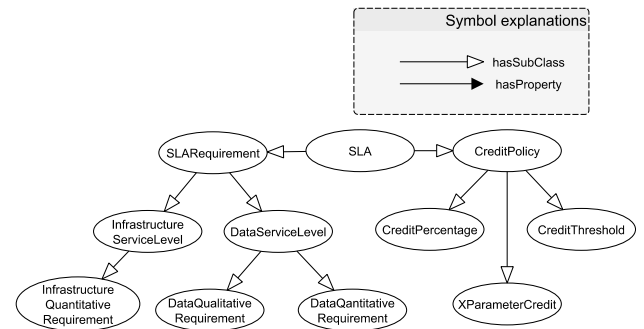 Symbol explanations
hasSubClass
hasProperty
SLARequirement
SLA
CreditPolicy
Infrastructure
ServiceLevel
DataServiceLevel
CreditPercentage
CreditThreshold
Infrastructure
Quantitative
Requirement
DataQualitative
Requirement
DataQantitative
Requirement
XParameterCredit